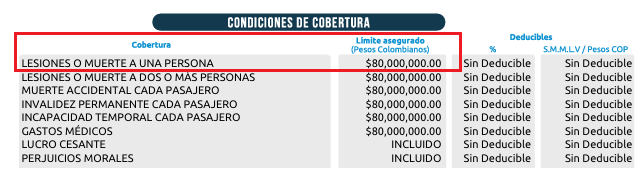 CONDICIONES DE COBERTURA
Cobertura Límite asegurado (Pesos Colombianos) Deducibles
% S.M.M.L.V / Pesos COP
LESIONES O MUERTE A UNA PERSONA $80,000,000.00 Sin Deducible Sin Deducible
LESIONES O MUERTE A DOS O MÁS PERSONAS $80,000,000.00 Sin Deducible Sin Deducible
MUERTE ACCIDENTAL CADA PASAJERO $80,000,000.00 Sin Deducible Sin Deducible
INVALIDEZ PERMANENTE CADA PASAJERO $80,000,000.00 Sin Deducible Sin Deducible
INCAPACIDAD TEMPORAL CADA PASAJERO $80,000,000.00 Sin Deducible Sin Deducible
GASTOS MÉDICOS $80,000,000.00 Sin Deducible Sin Deducible
LUCRO CESANTE INCLUIDO Sin Deducible Sin Deducible
PERJUICIOS MORALES INCLUIDO Sin Deducible Sin Deducible